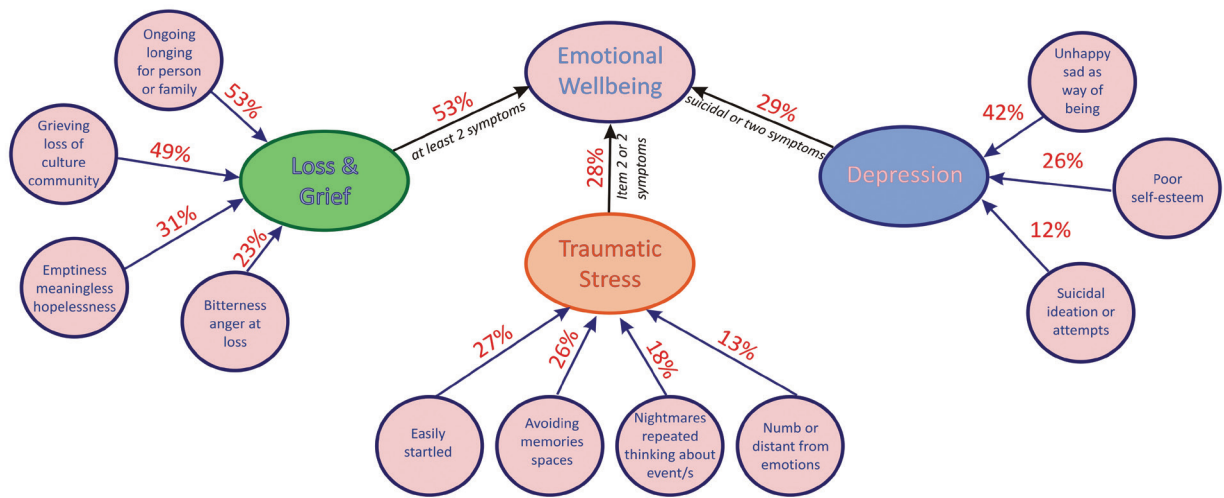 Ongoing
longing
for person
or family
53%
Grieving
loss of
culture
community
49%
Emptiness
meaningless
hopelessness
31%
Bitterness
anger at
loss
23%
Loss &
Grief
53%
at least 2 symptoms
Emotional
Wellbeing
28%
Item 2 or 2
symptoms
29%
suicidal or two symptoms
Traumatic
Stress
27%
Easily
startled
26%
Avoiding
memories
spaces
18%
Nightmares
repeated
thinking about
event/s
13%
Numb or
distant from
emotions
Depression
42%
Unhappy
sad as
way of
being
26%
Poor
self-esteem
12%
Suicidal
ideation or
attempts